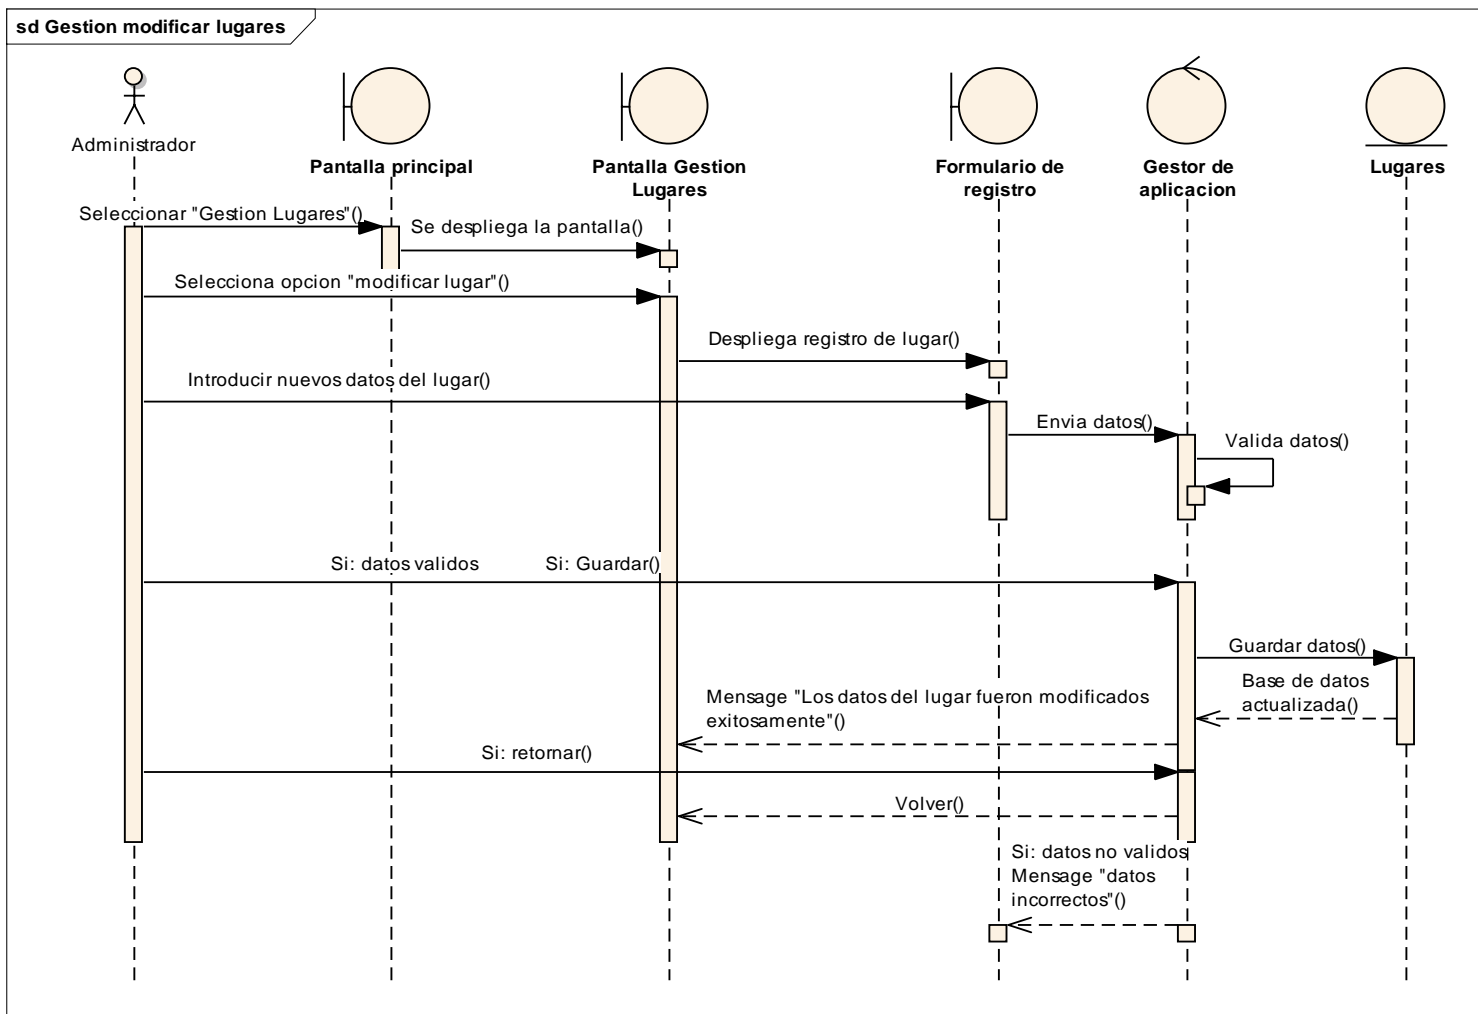 sd Gestion modificar lugares
Administrador
Pantalla principal
Pantalla Gestion
Lugares
Formulario de
registro
Gestor de
aplicacion
Lugares
Seleccionar "Gestion Lugares"()
Se despliega la pantalla()
Selecciona opcion "modificar lugar"()
Despliega registro de lugar()
Introducir nuevos datos del lugar()
Envia datos()
Valida datos()
Si: datos validos Si: Guardar()
Guardar datos()
Base de datos
actualizada()
Mensage "Los datos del lugar fueron modificados
exitosamente"()
Si: retornar()
Volver()
Si: datos no validos
Mensage "datos
incorrectos"()